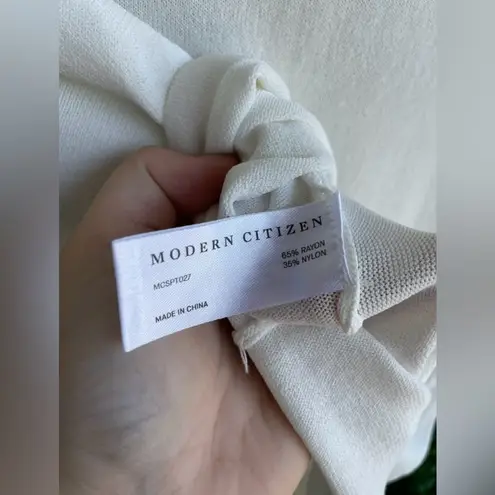 MODERN CITIZEN
MCSPT027
65% RAYON
35% NYLON
MADE IN CHINA